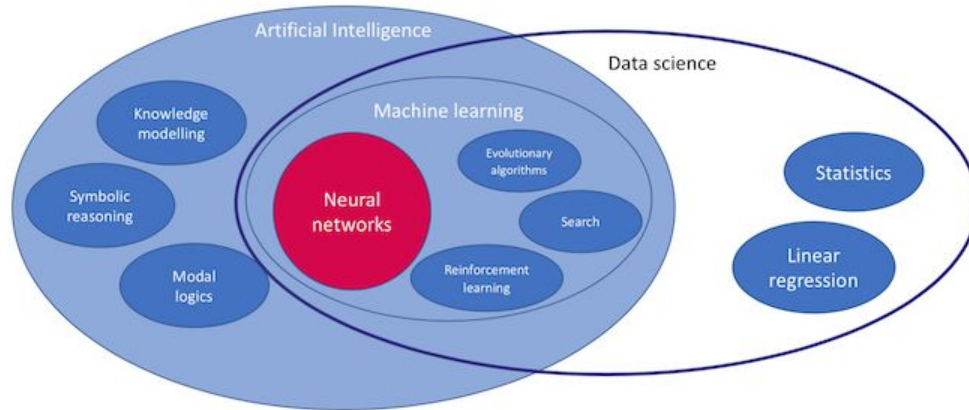 Artificial Intelligence
Data science
Machine learning
Knowledge
modelling
Symbolic
reasoning
Modal
logics
Neural
networks
Evolutionary
algorithms
Search
Reinforcement
learning
Statistics
Linear
regression